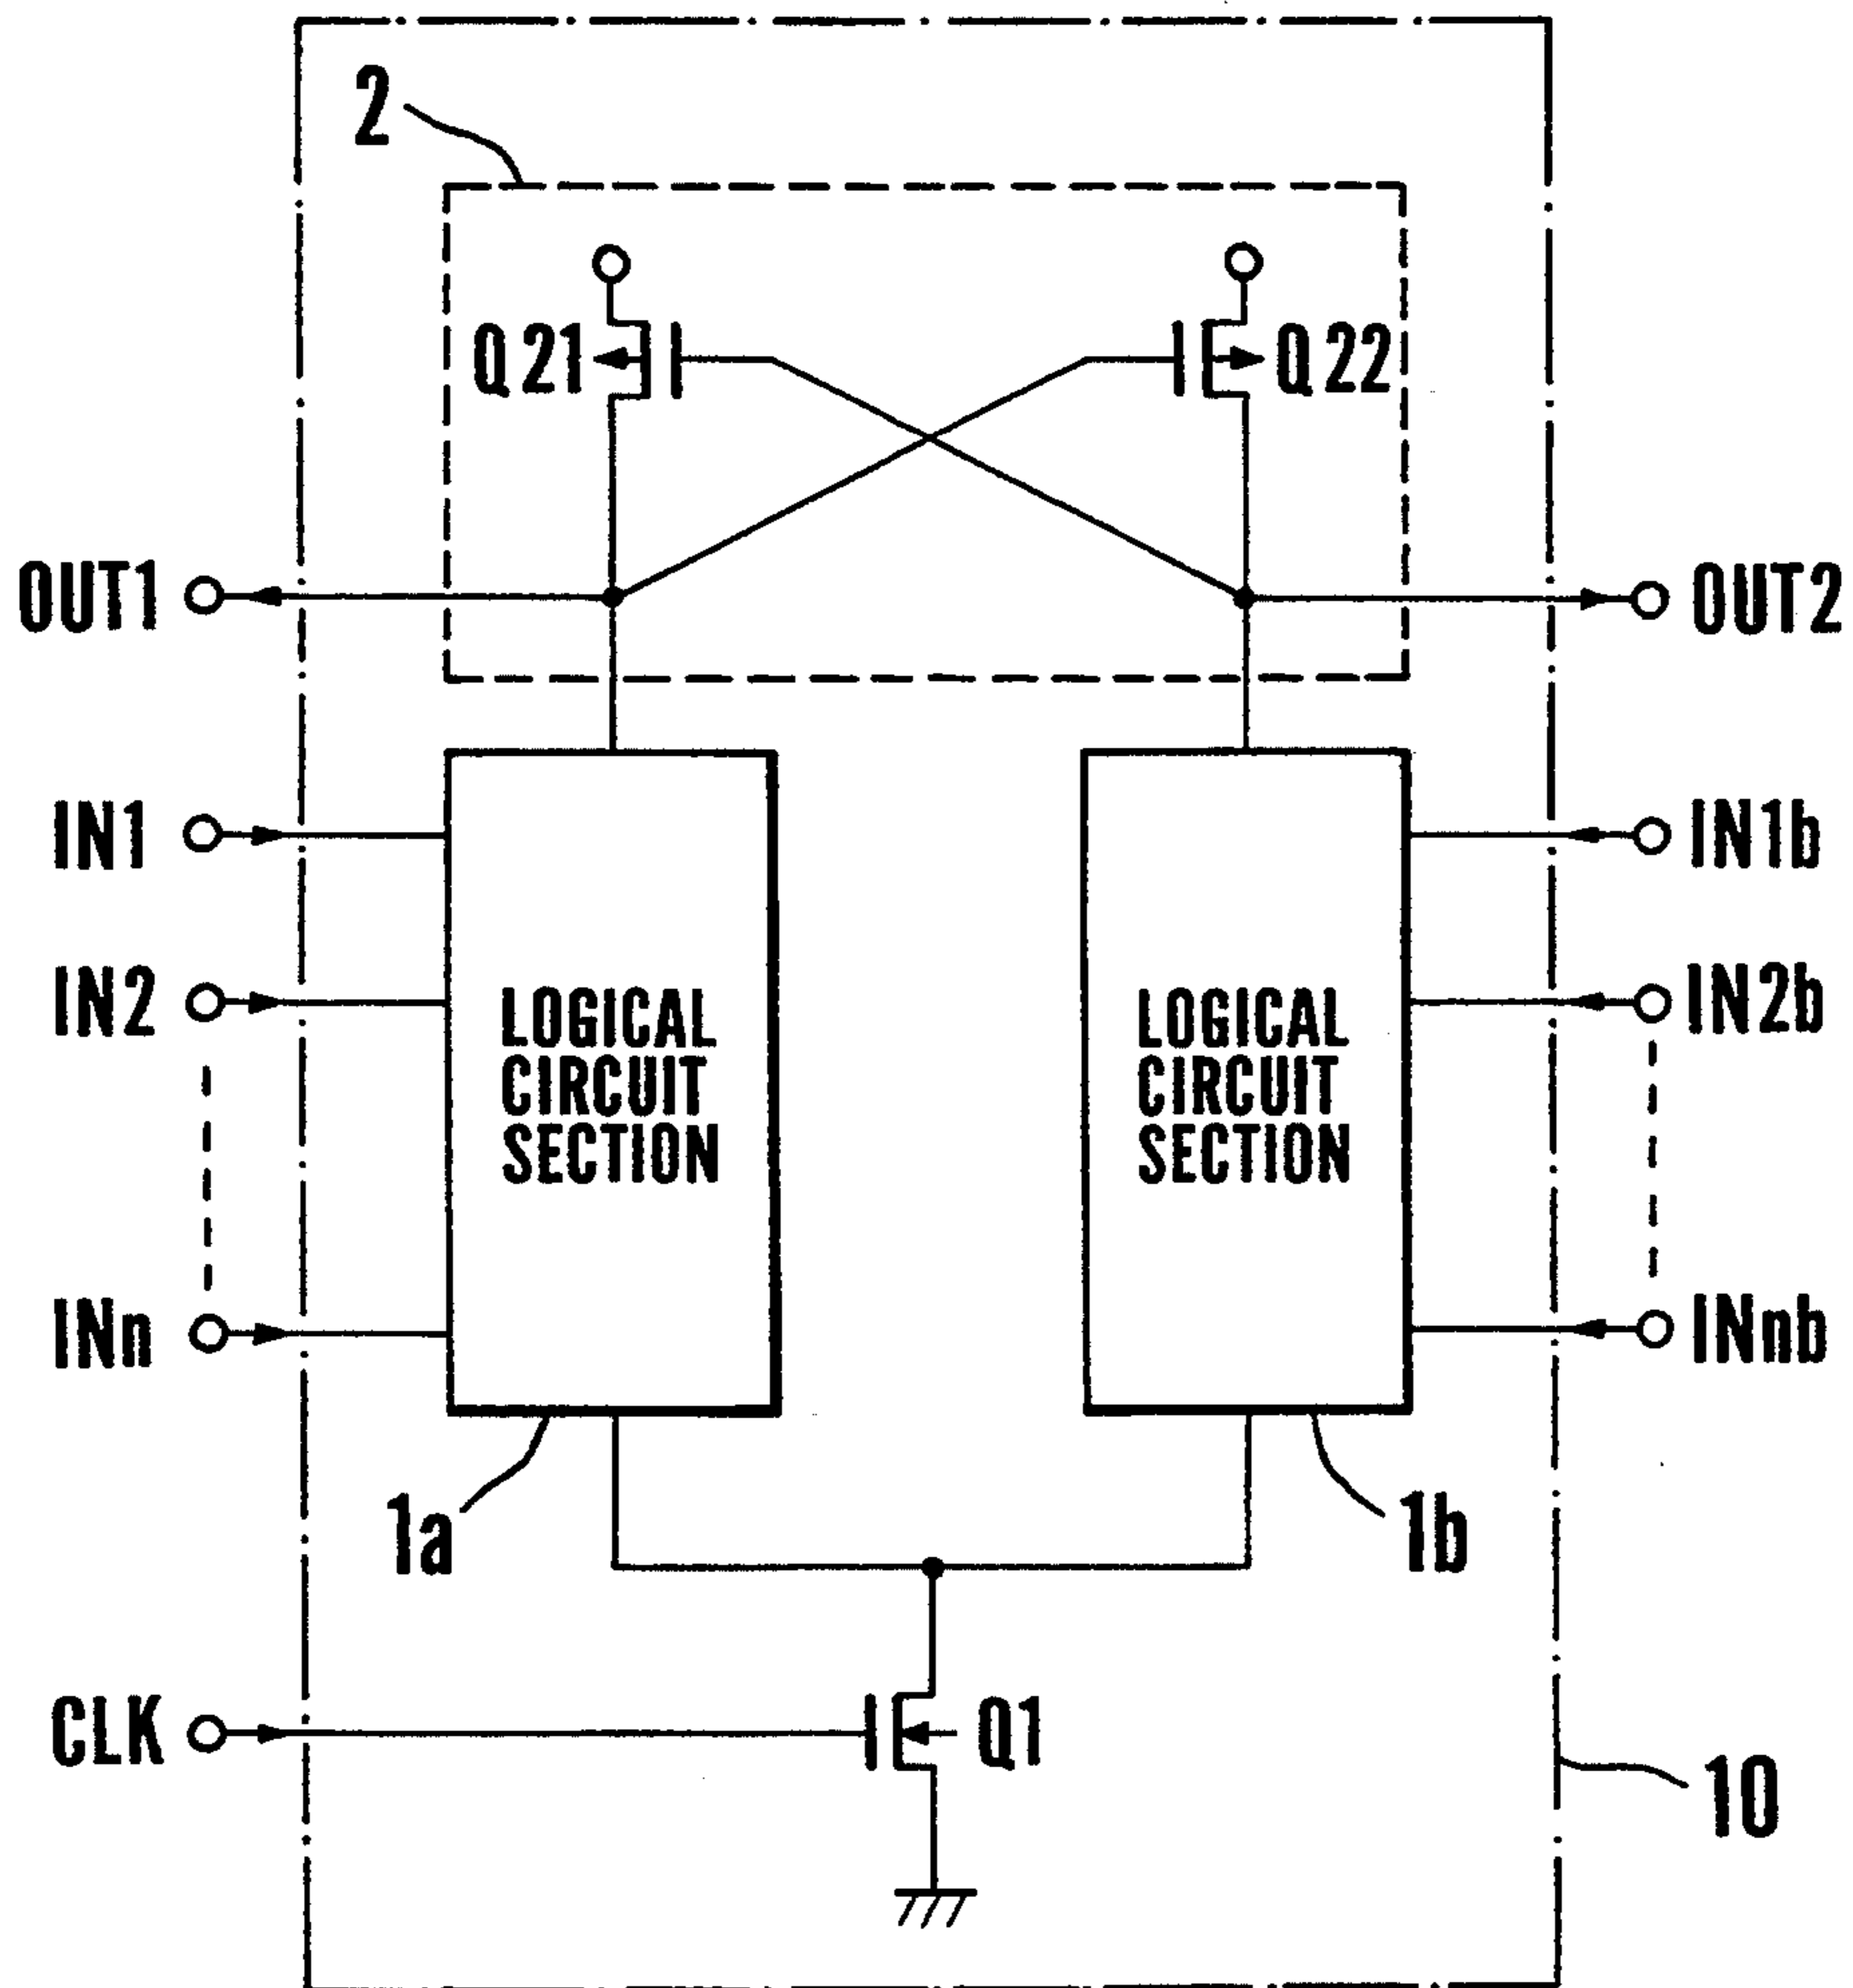 2
Q21
Q22
OUT1
OUT2
IN1
IN1b
IN2
IN2b
LOGICAL
CIRCUIT
SECTION
LOGICAL
CIRCUIT
SECTION
INn
INnb
1a
1b
CLK
Q1
10